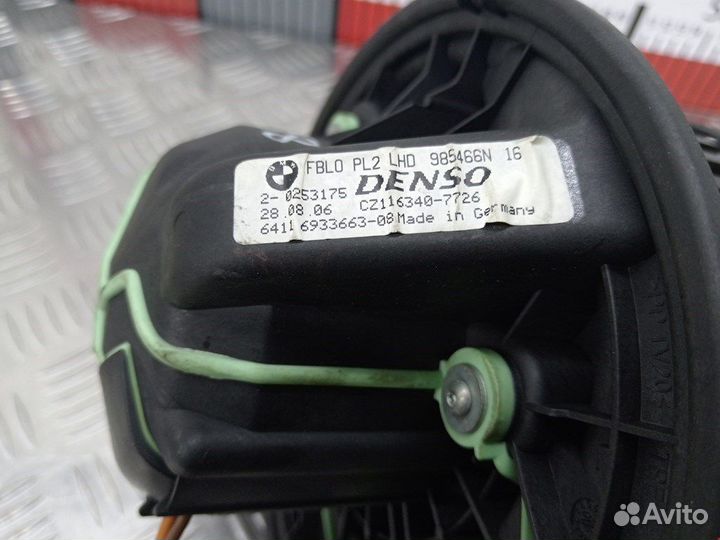 FBLO PL2 LHD 985466N 16
2- 0253175 DENSO
28.08.06 CZ116340-7726
6411 6933663-08 Made in Germany
Avito